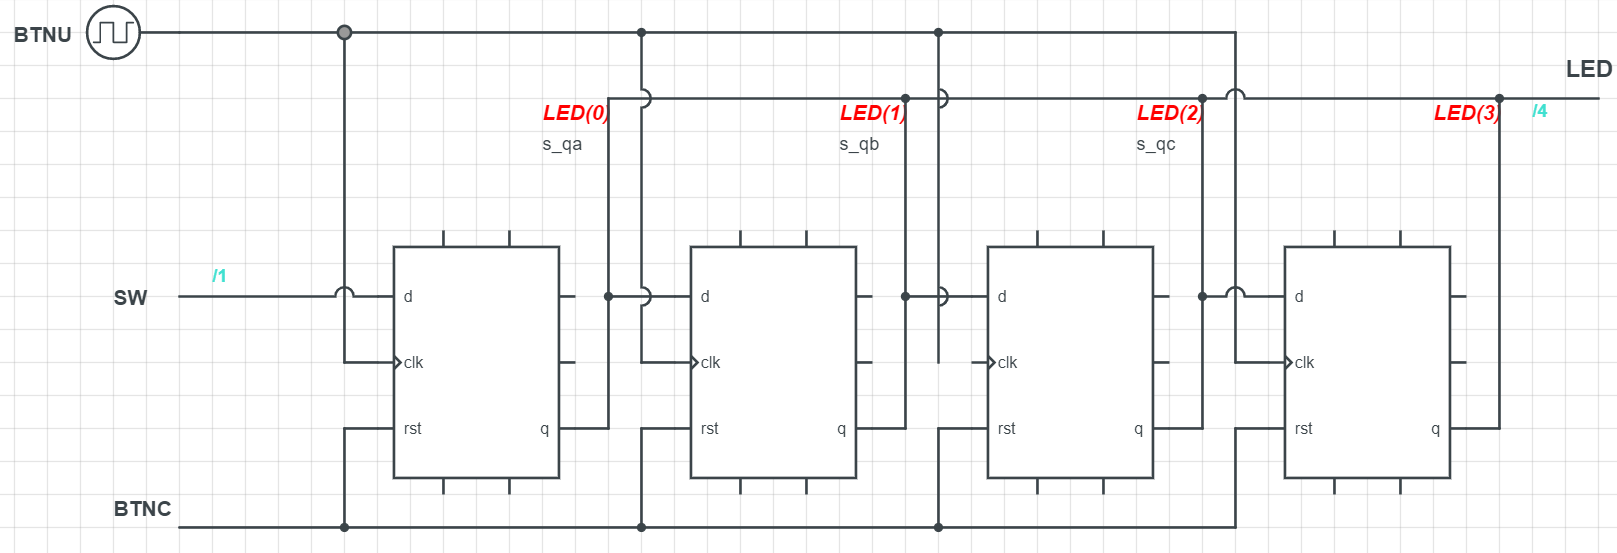 BTNU
LED
LED(0)
LED(1)
LED(2)
LED(3)
/4
s_qa
s_qb
s_qc
/1
SW
d
d
d
d
clk
clk
clk
clk
rst
q
rst
q
rst
q
rst
q
BTNC